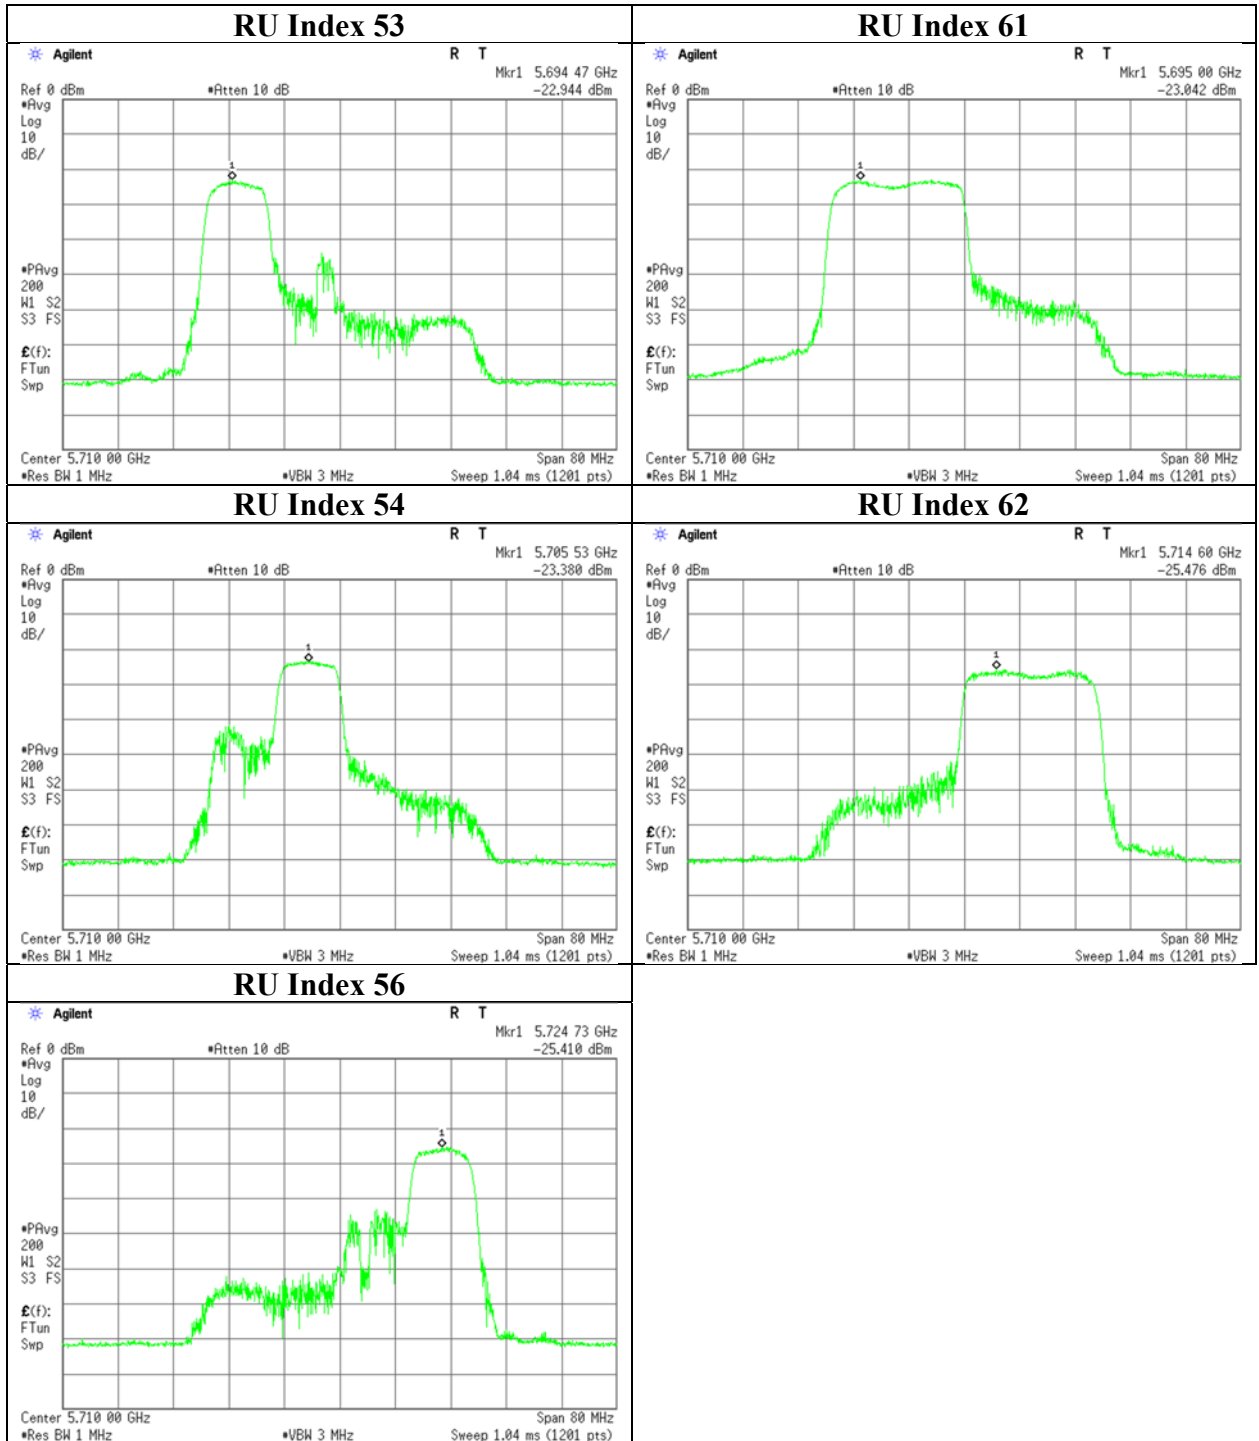 RU Index 53
Agilent
R T
Mkr1 5.694 47 GHz
Ref 0 dBm
*Atten 10 dB
-22.944 dBm
*Avg
Log
10
dB/
1
*PAvg
200
W1 S2
S3 FS
£(f):
FTun
Swp
Center 5.710 00 GHz
Span 80 MHz
*Res BW 1 MHz
*VBW 3 MHz
Sweep 1.04 ms (1201 pts)
RU Index 61
Agilent
R T
Mkr1 5.695 00 GHz
Ref 0 dBm
*Atten 10 dB
-23.042 dBm
*Avg
Log
10
dB/
1
*PAvg
200
W1 S2
S3 FS
£(f):
FTun
Swp
Center 5.710 00 GHz
Span 80 MHz
*Res BW 1 MHz
*VBW 3 MHz
Sweep 1.04 ms (1201 pts)
RU Index 54
Agilent
R T
Mkr1 5.705 53 GHz
Ref 0 dBm
*Atten 10 dB
-23.380 dBm
*Avg
Log
10
dB/
1
*PAvg
200
W1 S2
S3 FS
£(f):
FTun
Swp
Center 5.710 00 GHz
Span 80 MHz
*Res BW 1 MHz
*VBW 3 MHz
Sweep 1.04 ms (1201 pts)
RU Index 62
Agilent
R T
Mkr1 5.714 60 GHz
Ref 0 dBm
*Atten 10 dB
-25.476 dBm
*Avg
Log
10
dB/
1
*PAvg
200
W1 S2
S3 FS
£(f):
FTun
Swp
Center 5.710 00 GHz
Span 80 MHz
*Res BW 1 MHz
*VBW 3 MHz
Sweep 1.04 ms (1201 pts)
RU Index 56
Agilent
R T
Mkr1 5.724 73 GHz
Ref 0 dBm
*Atten 10 dB
-25.410 dBm
*Avg
Log
10
dB/
1
*PAvg
200
W1 S2
S3 FS
£(f):
FTun
Swp
Center 5.710 00 GHz
Span 80 MHz
*Res BW 1 MHz
*VBW 3 MHz
Sweep 1.04 ms (1201 pts)